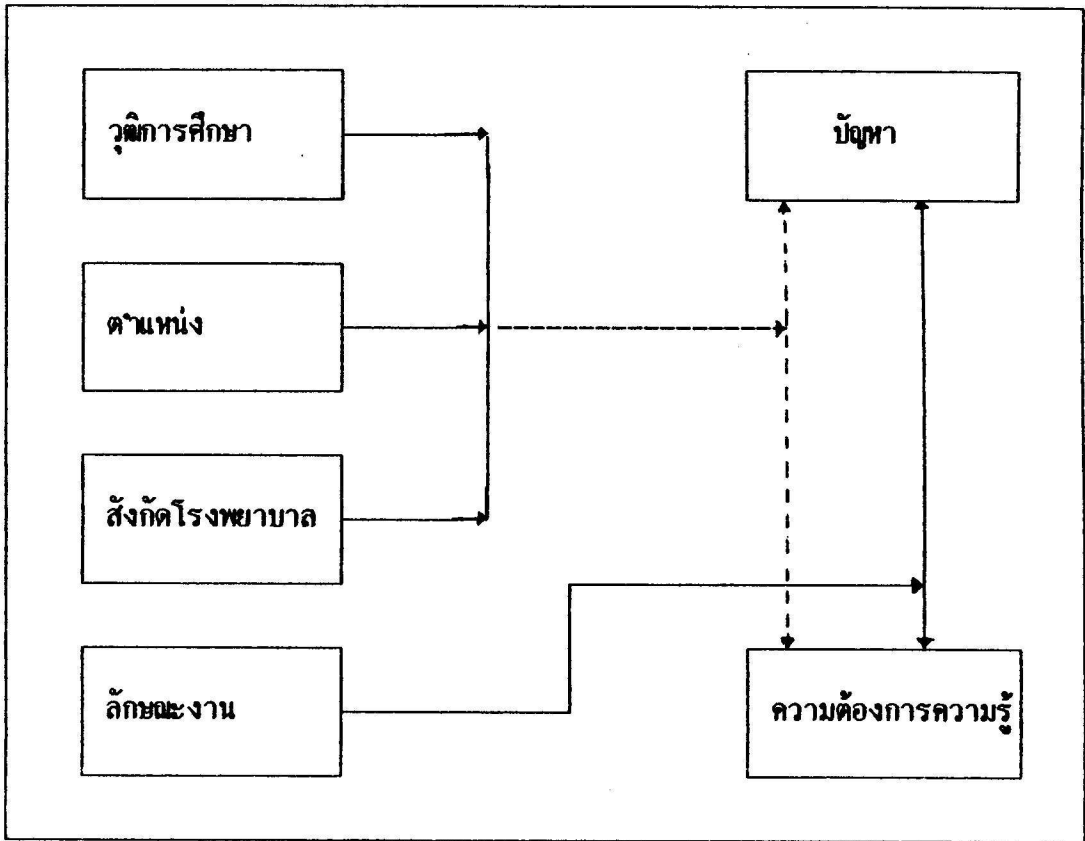 วุฒิการศึกษา
ปัญหา
ตำแหน่ง
สังกัดโรงพยาบาล
ลักษณะงาน
ความต้องการความรู้